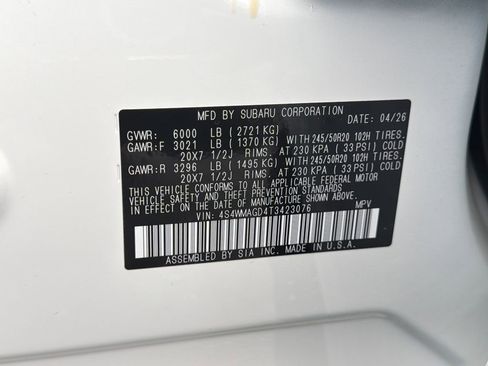 MFD BY SUBARU CORPORATION DATE: 04/26
GVWR: 6000 LB (2721 KG)
GAWR:F 3021 LB (1370 KG) WITH 245/50R20 102H TIRES.
20X7 1/2J RIMS. AT 230 KPA (33 PSI) COLD
GAWR:R 3296 LB (1495 KG) WITH 245/50R20 102H TIRES.
20X7 1/2J RIMS. AT 230 KPA (33 PSI) COLD
THIS VEHICLE CONFORMS TO ALL APPLICABLE FEDERAL MOTOR
VEHICLE SAFETY AND THEFT PREVENTION STANDARDS
IN EFFECT ON THE DATE OF MANUFACTURE SHOWN ABOVE.
VIN: 4S4WMAGD4T3423076 MPV
ASSEMBLED BY SIA INC. MADE IN U.S.A.